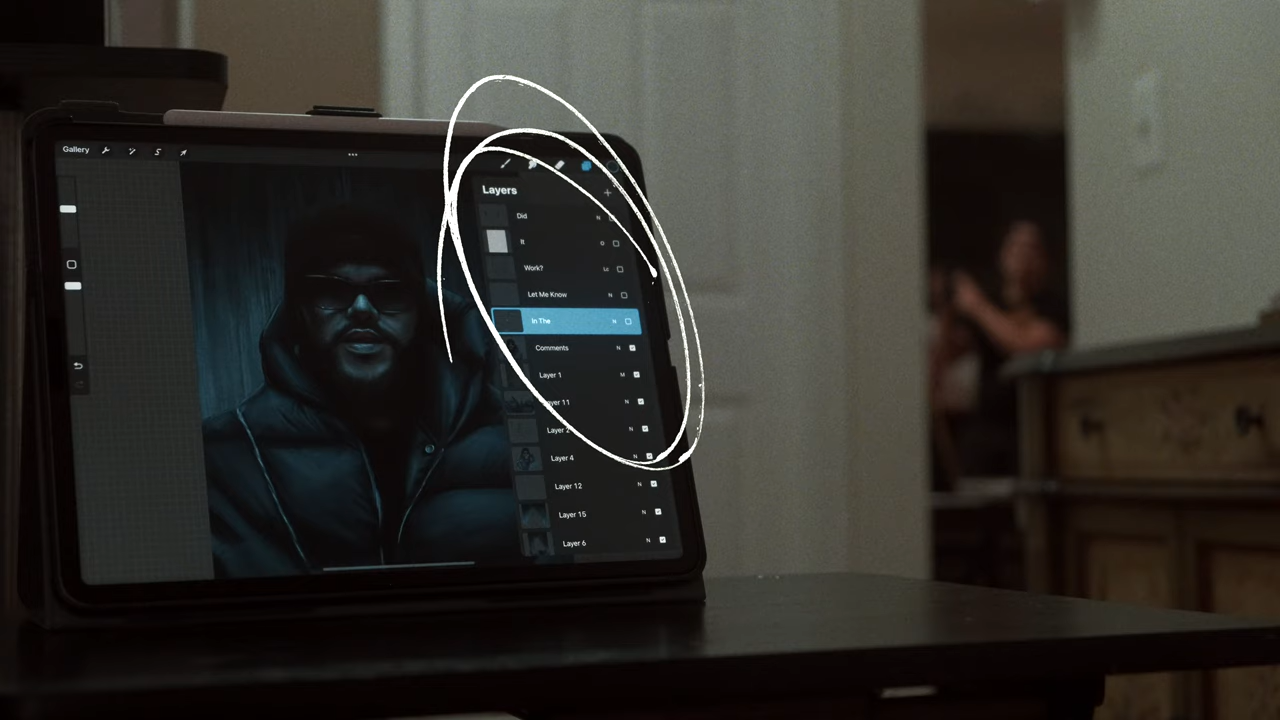 Gallery
Layers
Did N
It O
Work? Lc
Let Me Know N
In The N
Comments N
Layer 1 M
Layer 11 N
Layer 2 N
Layer 4 N
Layer 12 N
Layer 15 N
Layer 6 N